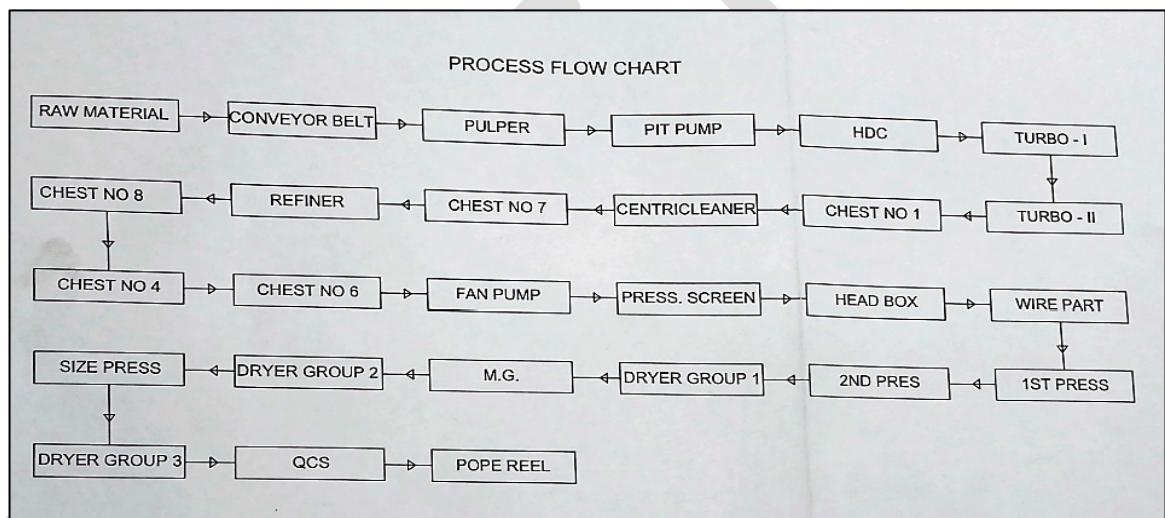 PROCESS FLOW CHART
RAW MATERIAL
CONVEYOR BELT
PULPER
PIT PUMP
HDC
TURBO - I
TURBO - II
CHEST NO 1
CENTRICLEANER
CHEST NO 7
REFINER
CHEST NO 8
CHEST NO 4
CHEST NO 6
FAN PUMP
PRESS. SCREEN
HEAD BOX
WIRE PART
1ST PRESS
2ND PRES
DRYER GROUP 1
M.G.
DRYER GROUP 2
SIZE PRESS
DRYER GROUP 3
QCS
POPE REEL